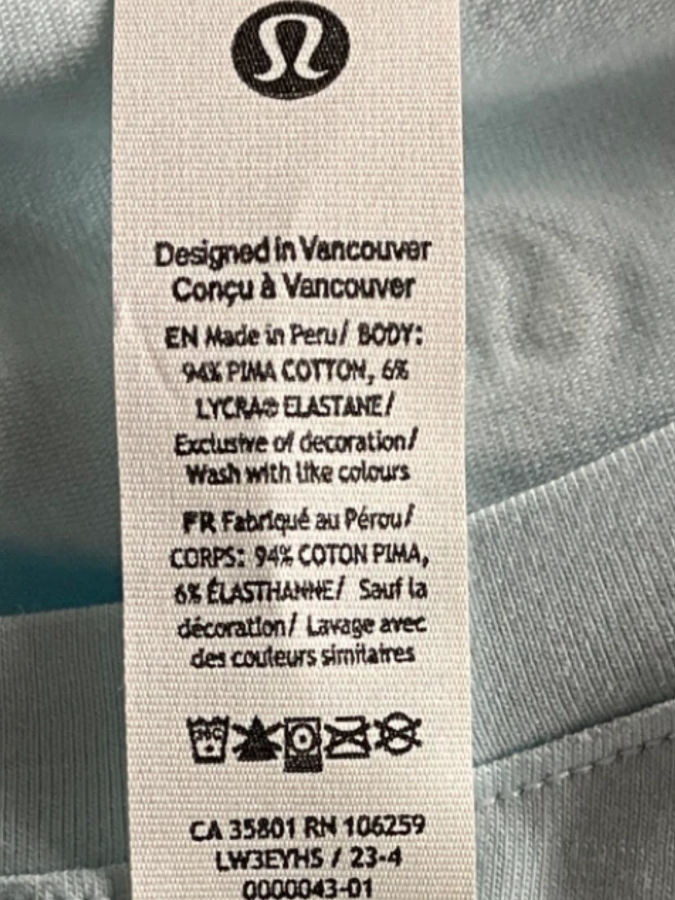 Designed in Vancouver
Conçu à Vancouver
EN Made in Peru/ BODY:
94% PIMA COTTON, 6%
LYCRA® ELASTANE/
Exclusive of decoration/
Wash with like colours
FR Fabriqué au Pérou/
CORPS: 94% COTON PIMA,
6% ÉLASTHANNE/ Sauf la
décoration/ Lavage avec
des couleurs similaires
CA 35801 RN 106259
LW3EYHS / 23-4
0000043-01